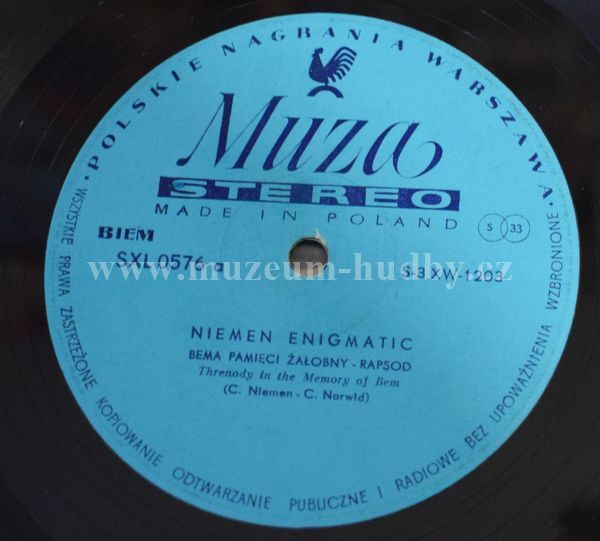 POLSKIE NAGRANIA WARSZAWA
Muza
STEREO
MADE IN POLAND
BIEM
S 33
SXL 0576 a
S-3 XW-1203
www.muzeum-hudby.cz
NIEMEN ENIGMATIC
BEMA PAMIĘCI ŻAŁOBNY - RAPSOD
Threnody in the Memory of Bem
(C. Niemen - C. Norwid)
WSZYSTKIE PRAWA ZASTRZEŻONE KOPIOWANIE ODTWARZANIE PUBLICZNE I RADIOWE BEZ UPOWAŻNIENIA WZBRONIONE